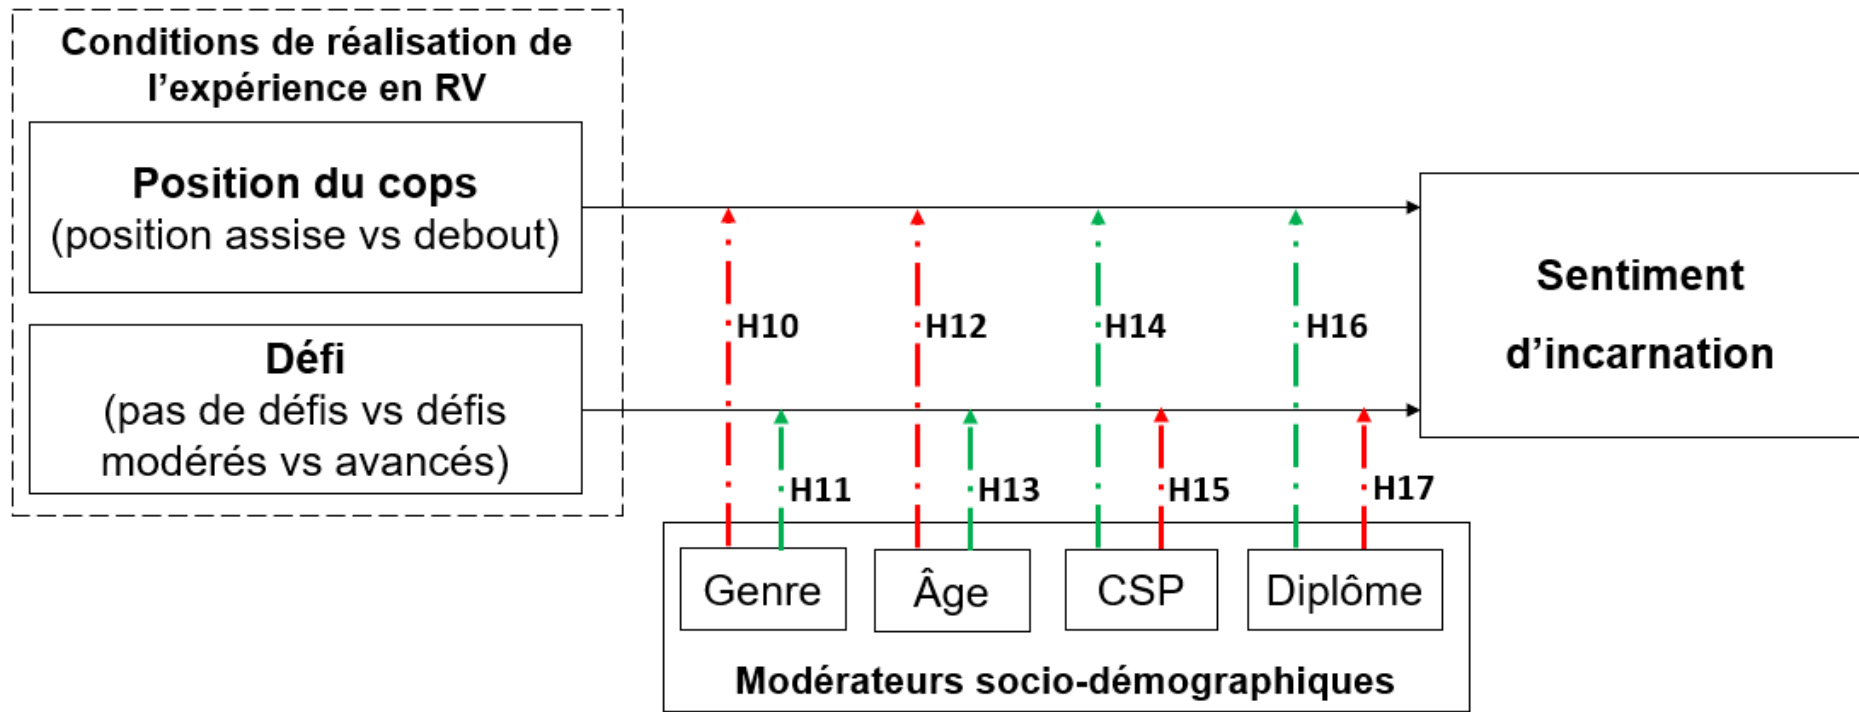 Conditions de réalisation de
l’expérience en RV
Position du cops
(position assise vs debout)
Défi
(pas de défis vs défis
modérés vs avancés)
H10
H12
H14
H16
H11
H13
H15
H17
Sentiment
d’incarnation
Genre
Âge
CSP
Diplôme
Modérateurs socio-démographiques